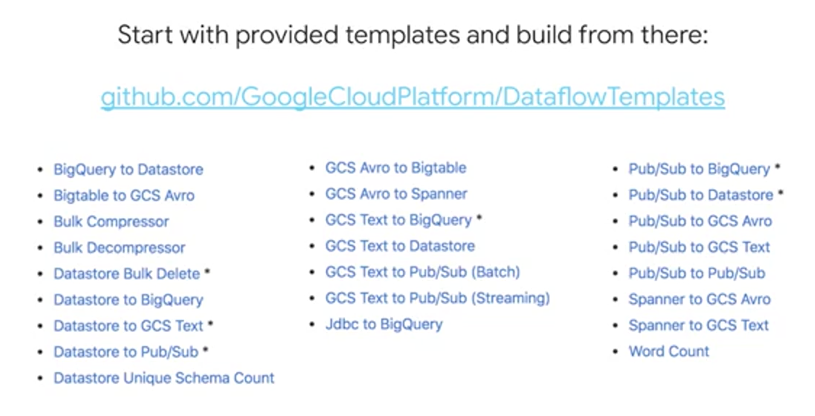 Start with provided templates and build from there:
github.com/GoogleCloudPlatform/DataflowTemplates
• BigQuery to Datastore
• Bigtable to GCS Avro
• Bulk Compressor
• Bulk Decompressor
• Datastore Bulk Delete *
• Datastore to BigQuery
• Datastore to GCS Text *
• Datastore to Pub/Sub *
• Datastore Unique Schema Count
• GCS Avro to Bigtable
• GCS Avro to Spanner
• GCS Text to BigQuery *
• GCS Text to Datastore
• GCS Text to Pub/Sub (Batch)
• GCS Text to Pub/Sub (Streaming)
• Jdbc to BigQuery
• Pub/Sub to BigQuery *
• Pub/Sub to Datastore *
• Pub/Sub to GCS Avro
• Pub/Sub to GCS Text
• Pub/Sub to Pub/Sub
• Spanner to GCS Avro
• Spanner to GCS Text
• Word Count